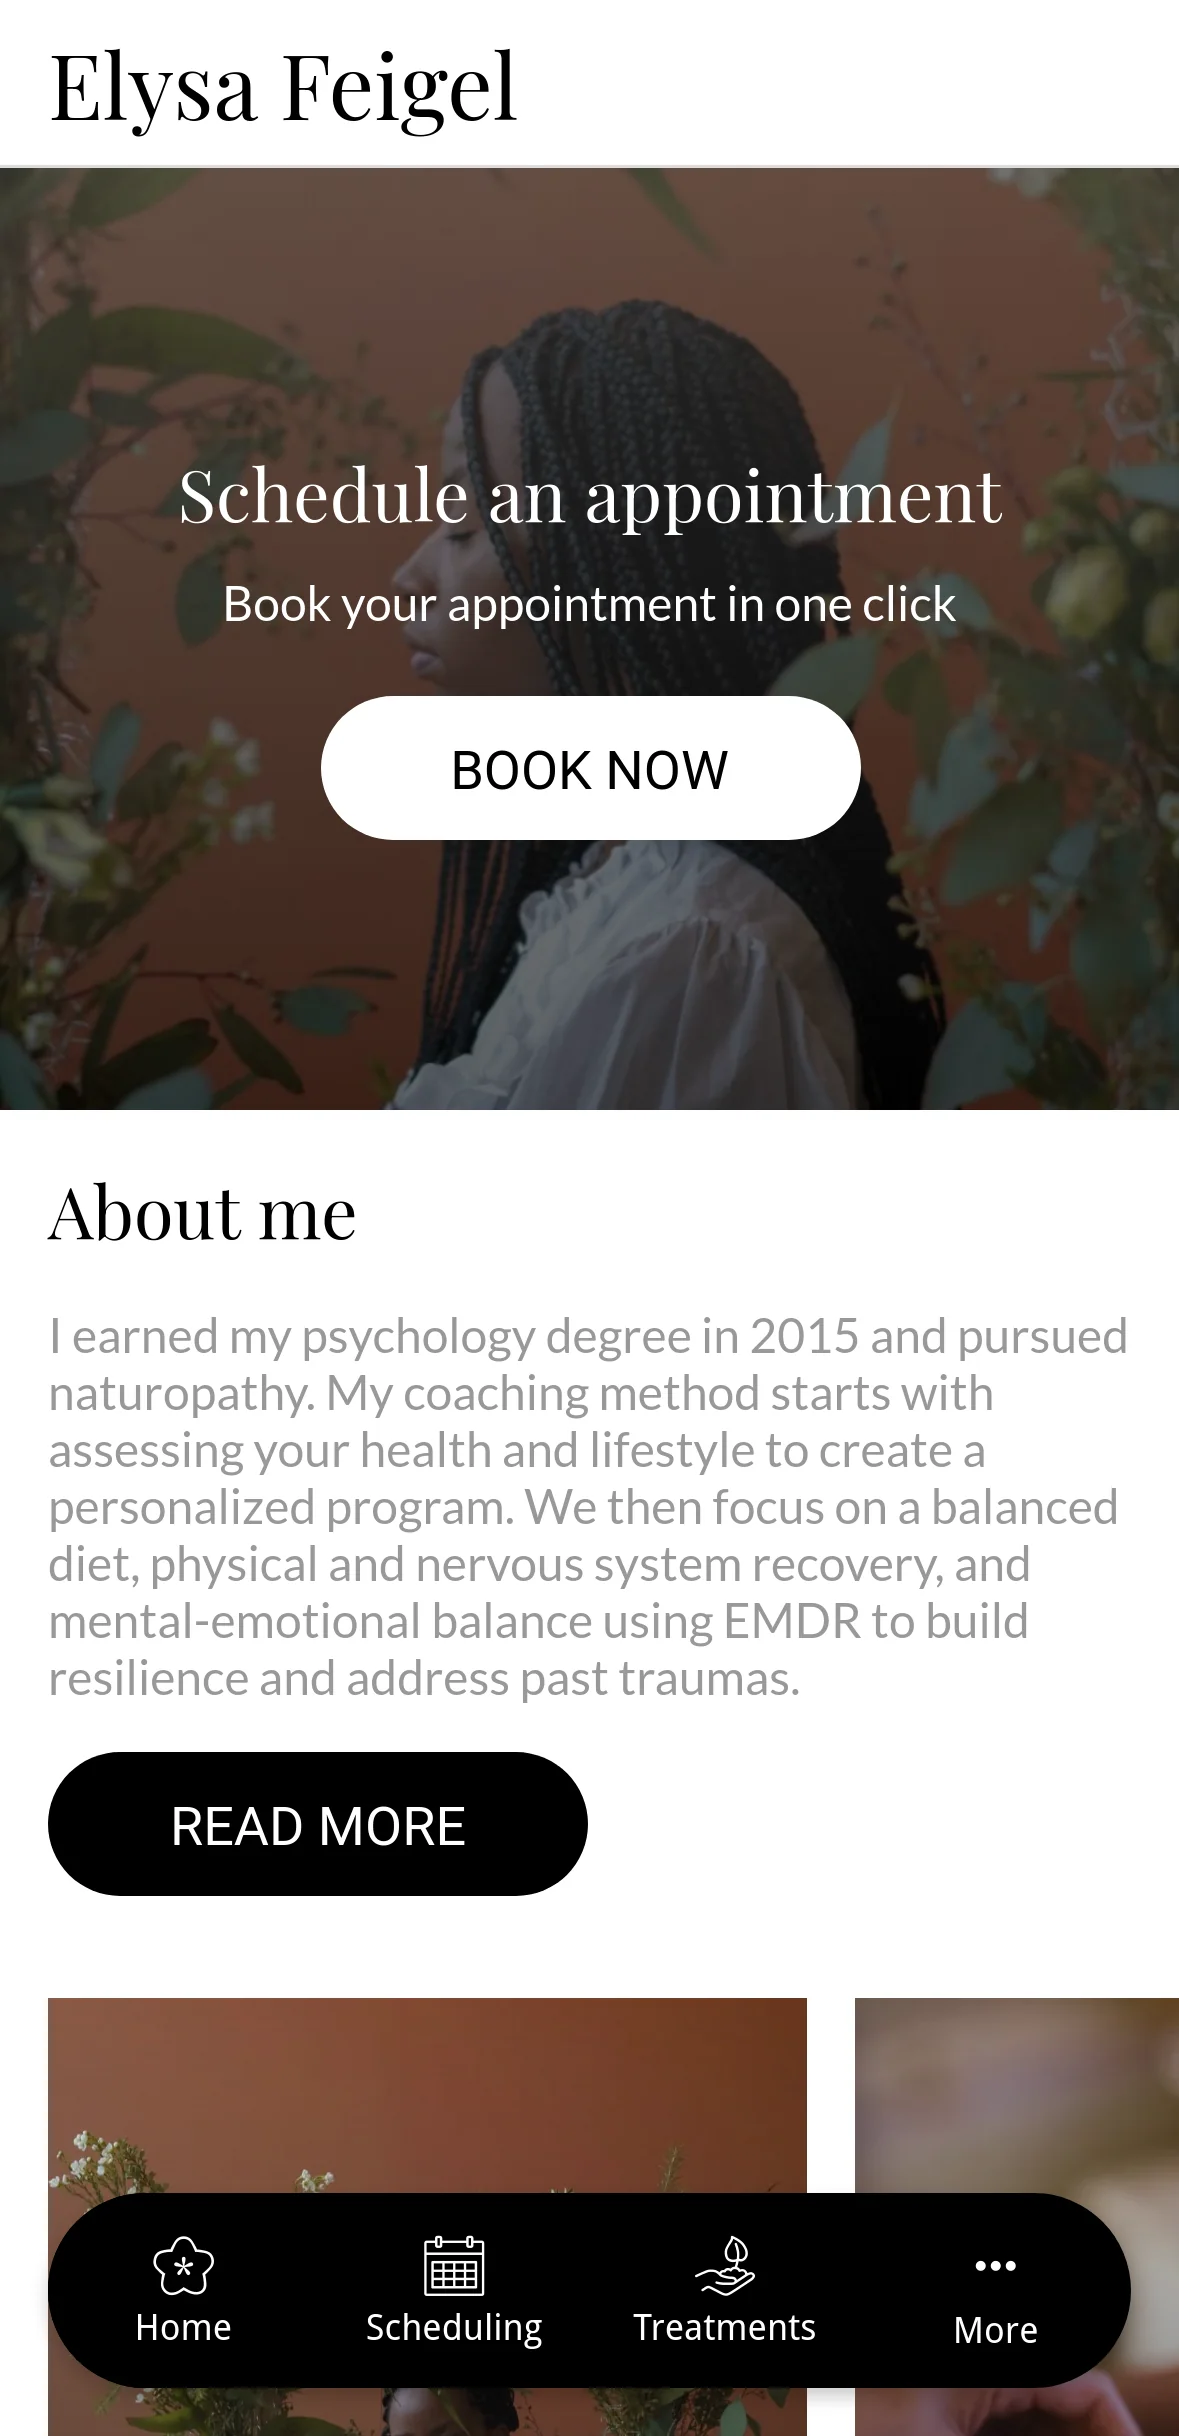 Elysa Feigel
Schedule an appointment
Book your appointment in one click
BOOK NOW
About me
I earned my psychology degree in 2015 and pursued
naturopathy. My coaching method starts with
assessing your health and lifestyle to create a
personalized program. We then focus on a balanced
diet, physical and nervous system recovery, and
mental-emotional balance using EMDR to build
resilience and address past traumas.
READ MORE
Home
Scheduling
Treatments
More